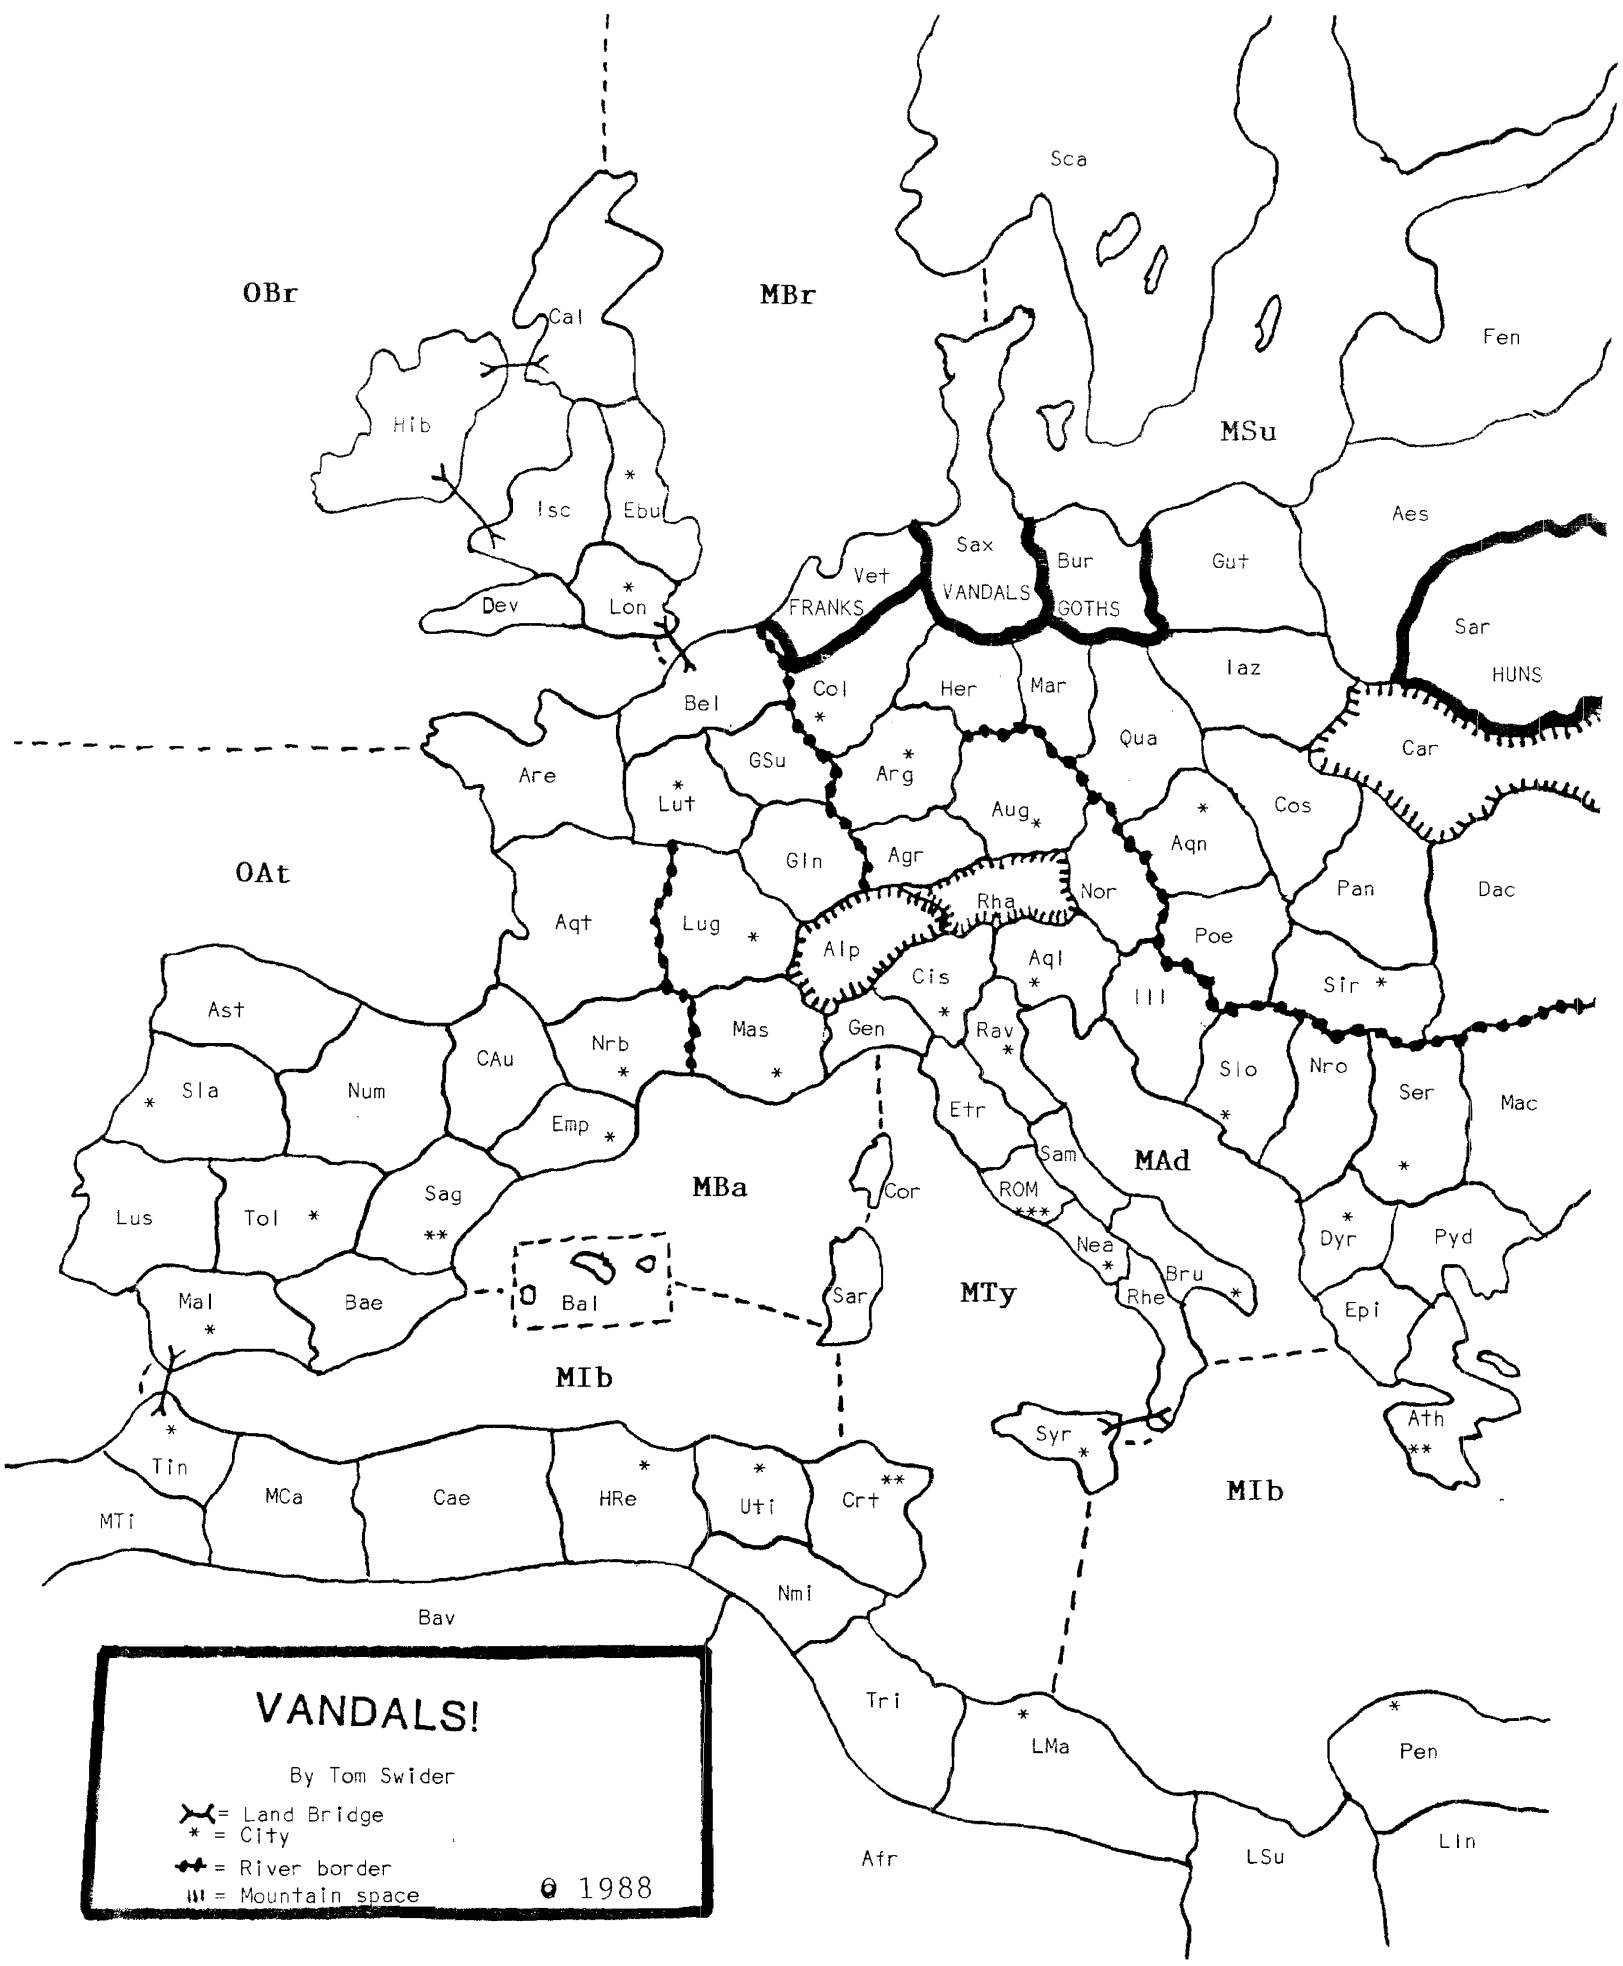 Sca
OBr
MBr
Cal
Fen
Hib
MSu
*
Isc
Ebu
Aes
Sax
Vet
Bur
Gut
*
Dev
Lon
FRANKS
VANDALS
GOTHS
Sar
HUNS
Iaz
Col
*
Her
Mar
Bel
Qua
Car
GSu
Are
*
Lut
*
Arg
Aug*
*
Aqn
Cos
OAt
Gln
Agr
Nor
Pan
Dac
Rha
Aqt
Lug
*
Alp
Poe
Cis
*
Aql
*
Ill
Sir *
Ast
Mas
*
Gen
Rav
*
Nrb
*
CAu
Num
* Sla
Slo
*
Nro
Ser
*
Mac
Etr
Emp *
Sam
MAd
MBa
Cor
ROM
***
Sag
**
Lus
Tol *
*
Dyr
Pyd
Nea
*
Bru
*
MTy
Rhe
Sar
Bal
Mal
*
Bae
Epi
MIb
Ath
**
Syr
*
*
Tin
MTi
MCa
Cae
*
HRe
*
Uti
**
Crt
MIb
Nmi
Bav
Tri
*
LMa
*
Pen
LIn
LSu
Afr
VANDALS!
By Tom Swider
= Land Bridge
* = City
= River border
= Mountain space
© 1988